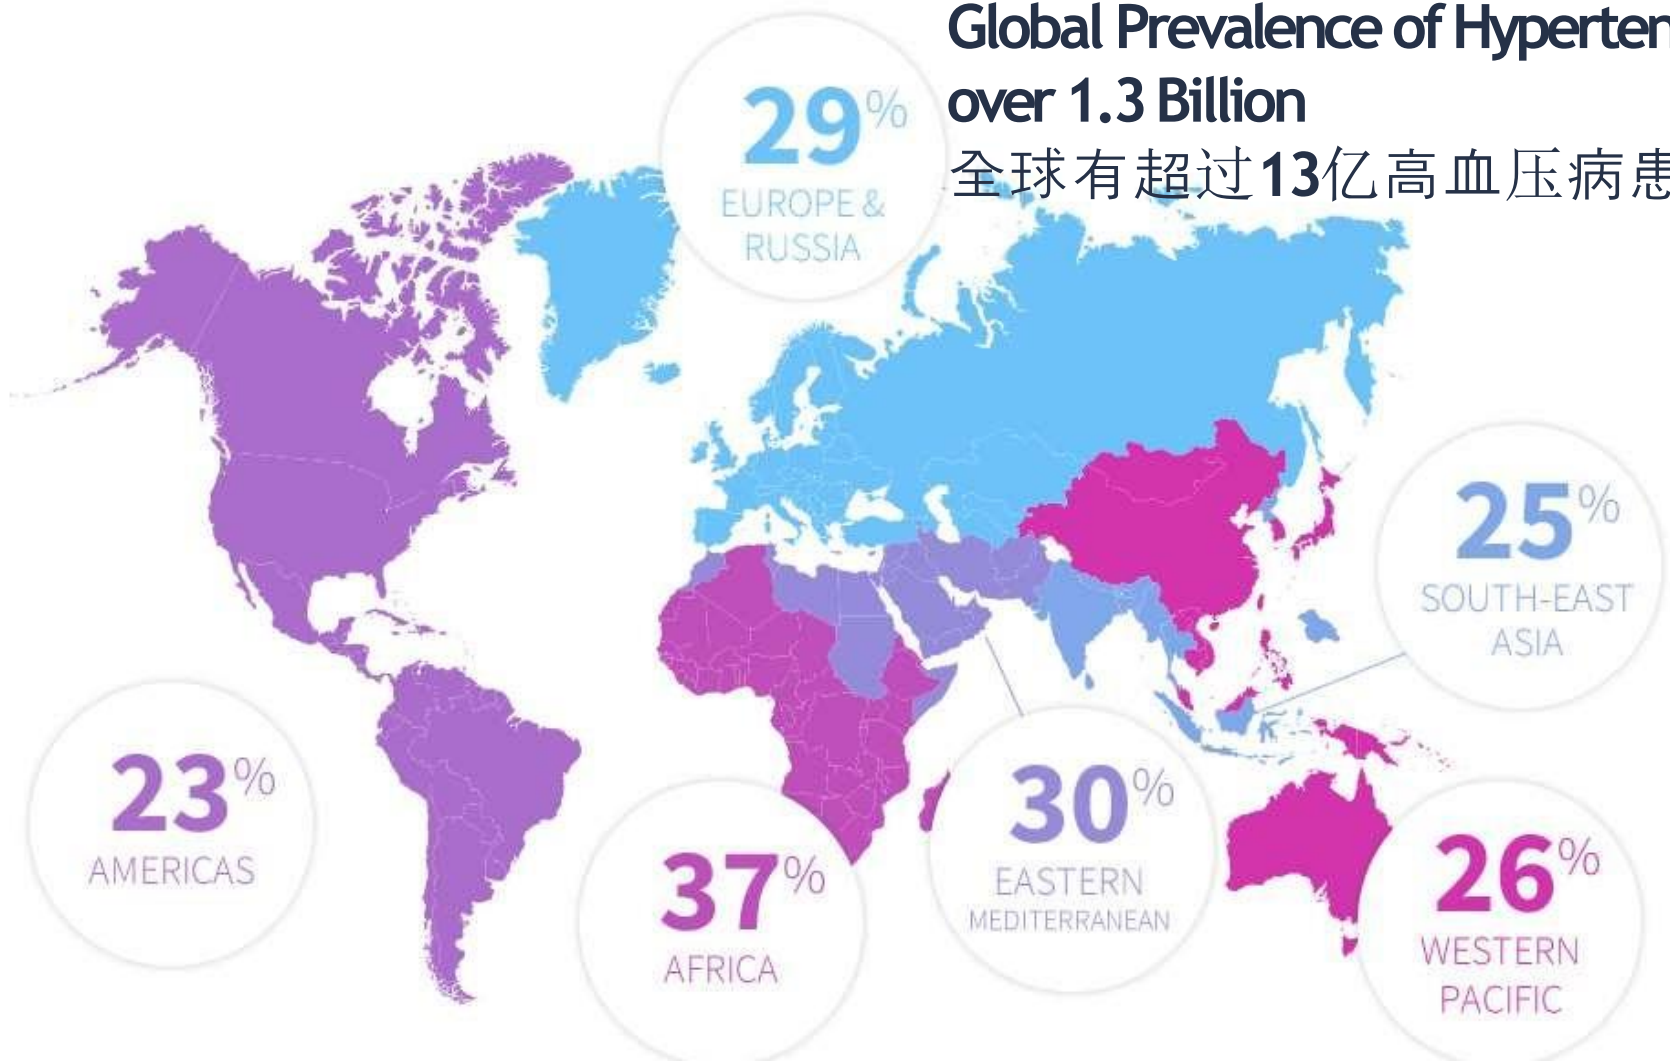 Global Prevalence of Hyperten
over 1.3 Billion
全球有超过13亿高血压病患
29%
EUROPE &
RUSSIA
25%
SOUTH-EAST
ASIA
23%
AMERICAS
37%
AFRICA
30%
EASTERN
MEDITERRANEAN
26%
WESTERN
PACIFIC